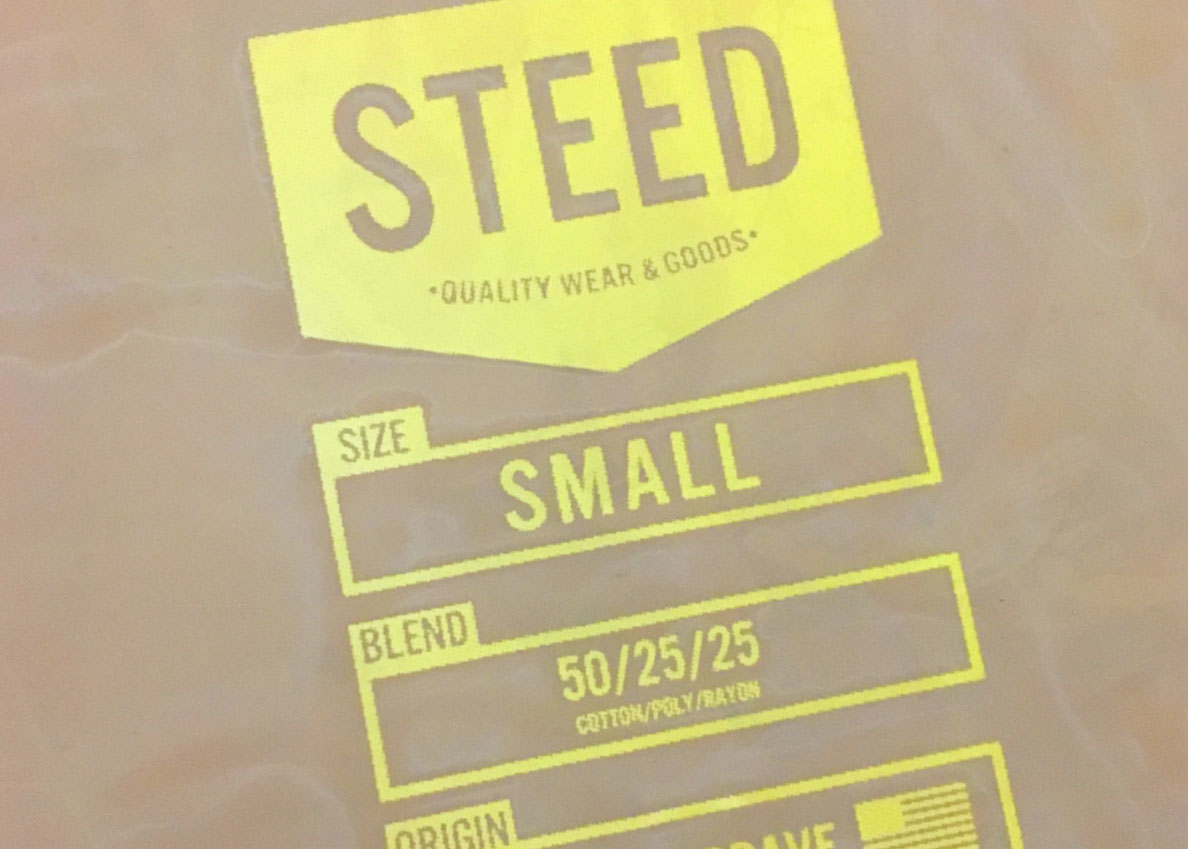 STEED
•QUALITY WEAR & GOODS•
SIZE
SMALL
BLEND
50/25/25
COTTON/POLY/RAYON
ORIGIN